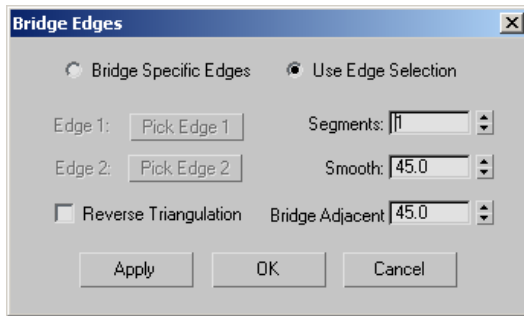 Bridge Edges
Bridge Specific Edges Use Edge Selection
Edge 1: Pick Edge 1 Segments: 1
Edge 2: Pick Edge 2 Smooth: 45.0
Reverse Triangulation Bridge Adjacent 45.0
Apply OK Cancel